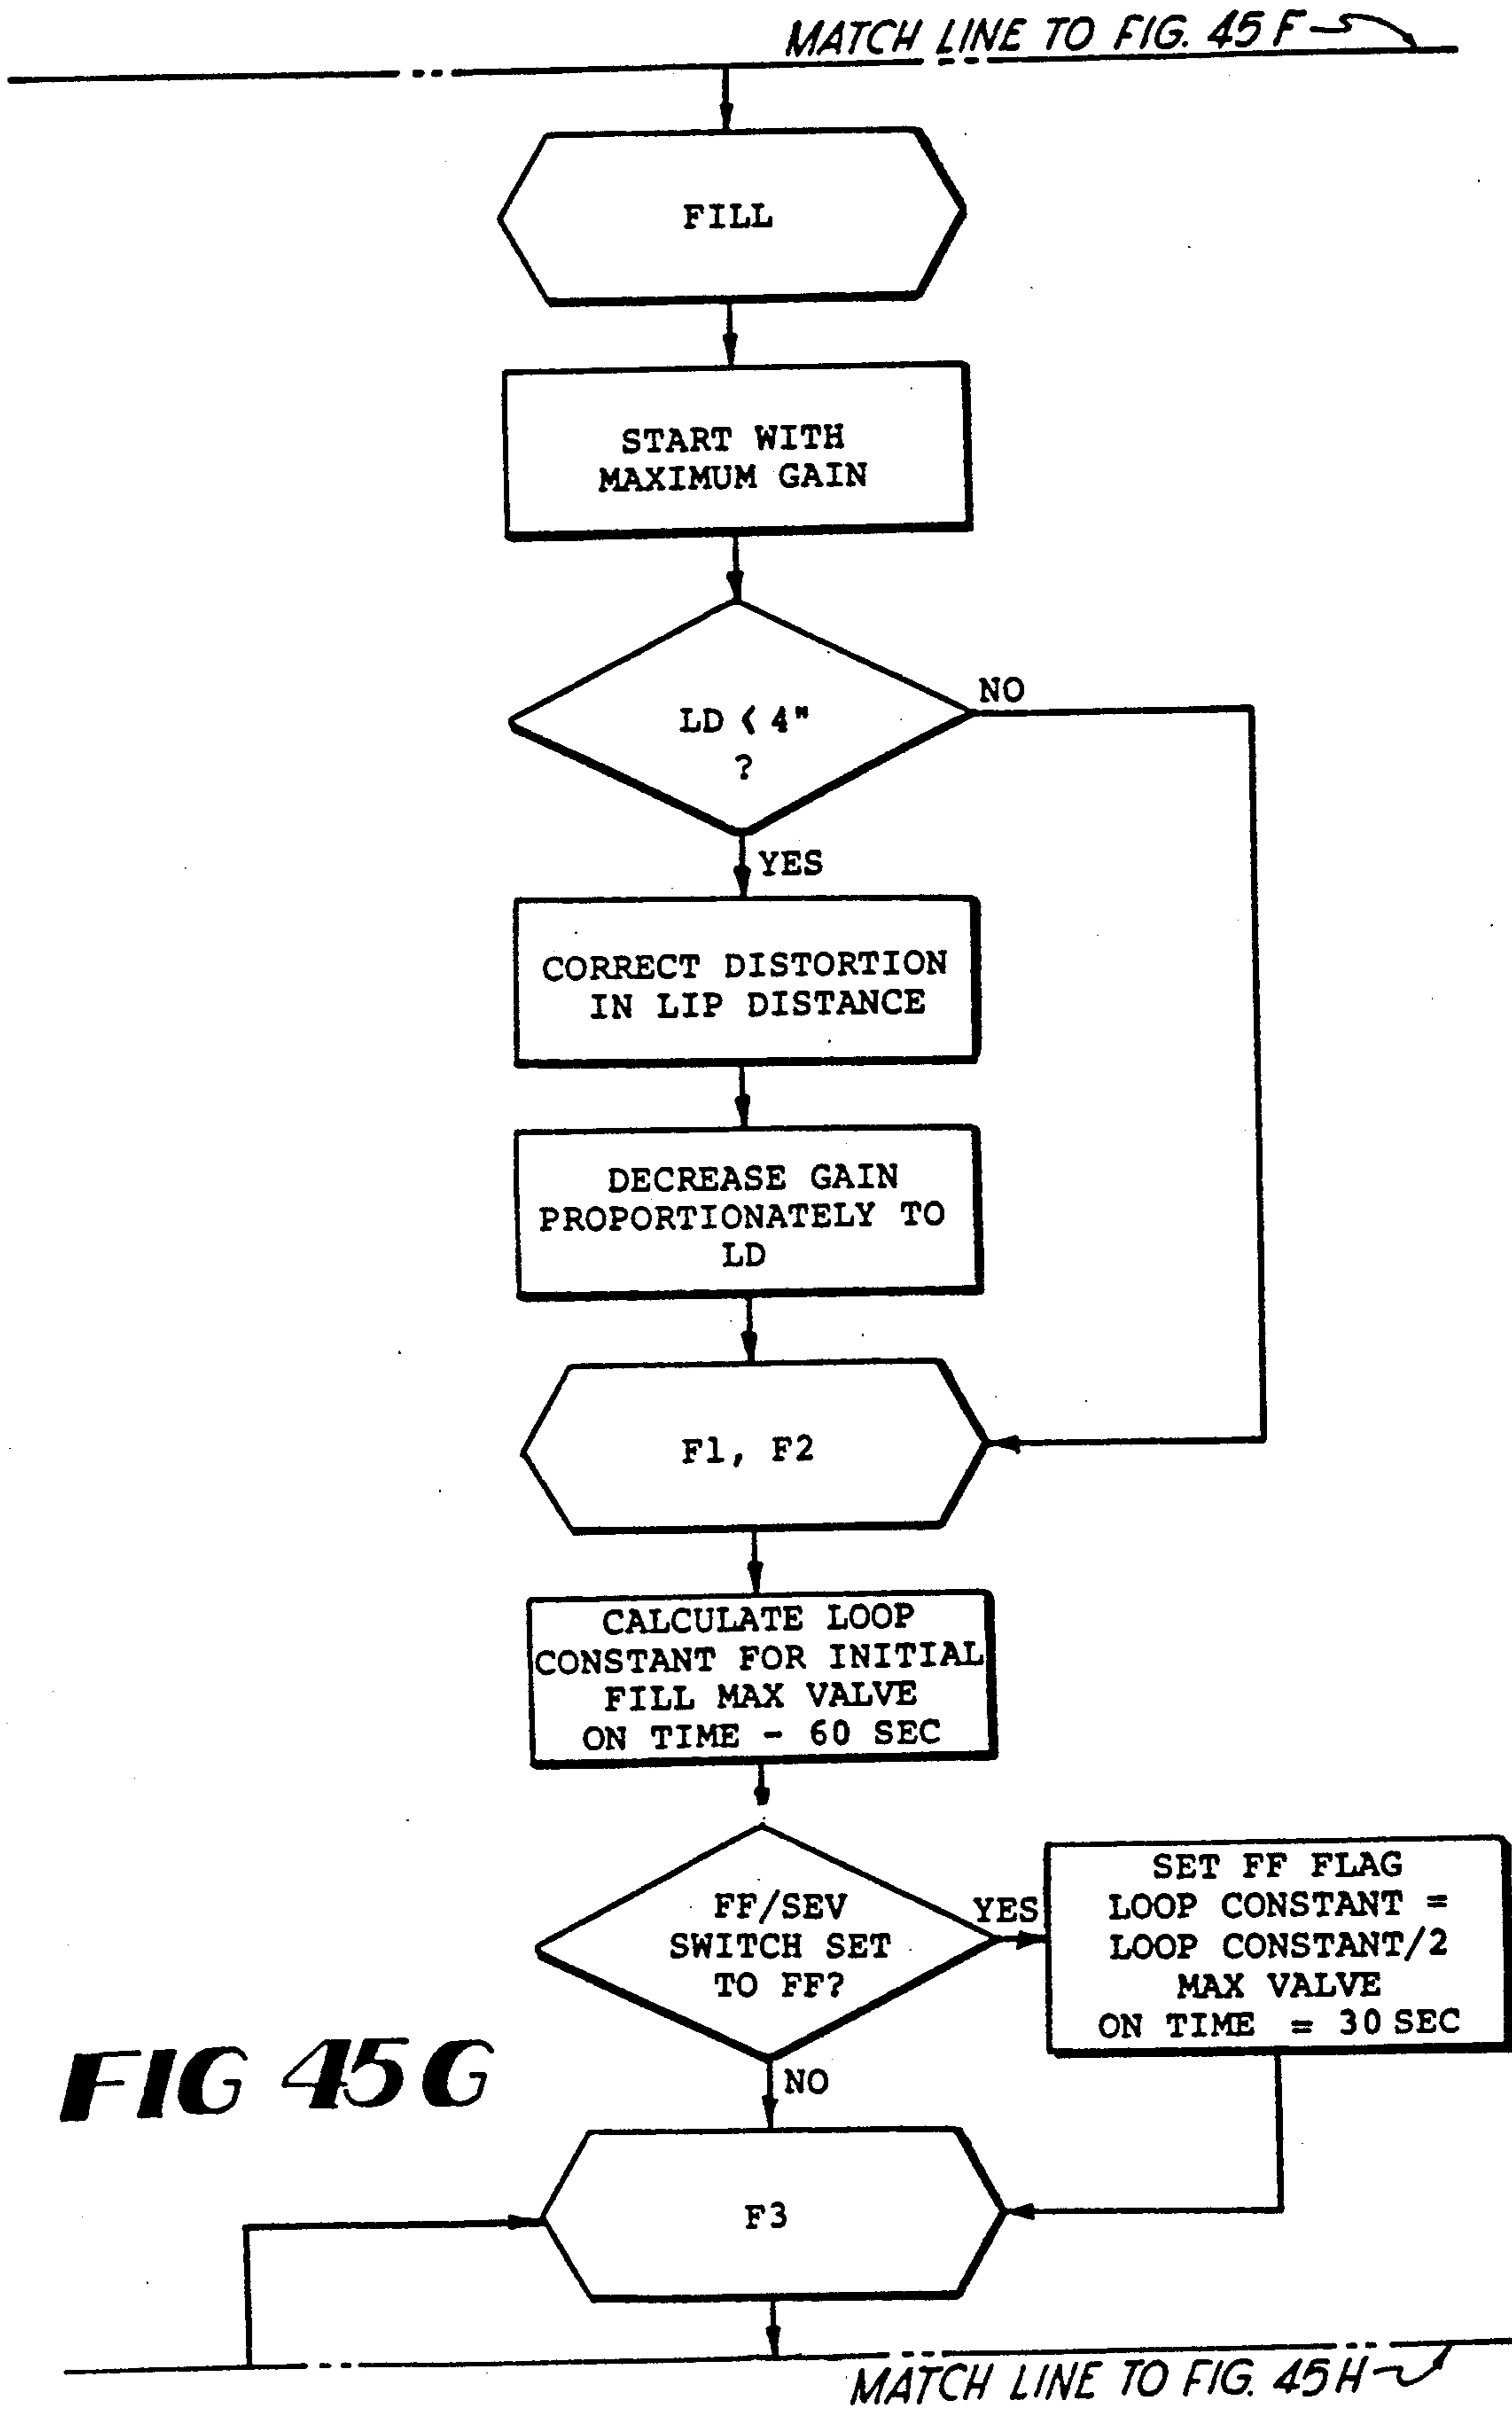 MATCH LINE TO FIG. 45 F
FILL
START WITH
MAXIMUM GAIN
LD < 4"
?
NO
YES
CORRECT DISTORTION
IN LIP DISTANCE
DECREASE GAIN
PROPORTIONATELY TO
LD
F1, F2
CALCULATE LOOP
CONSTANT FOR INITIAL
FILL MAX VALVE
ON TIME - 60 SEC
FF/SEV
SWITCH SET
TO FF?
YES
SET FF FLAG
LOOP CONSTANT =
LOOP CONSTANT/2
MAX VALVE
ON TIME = 30 SEC
NO
FIG 45G
F3
MATCH LINE TO FIG. 45H